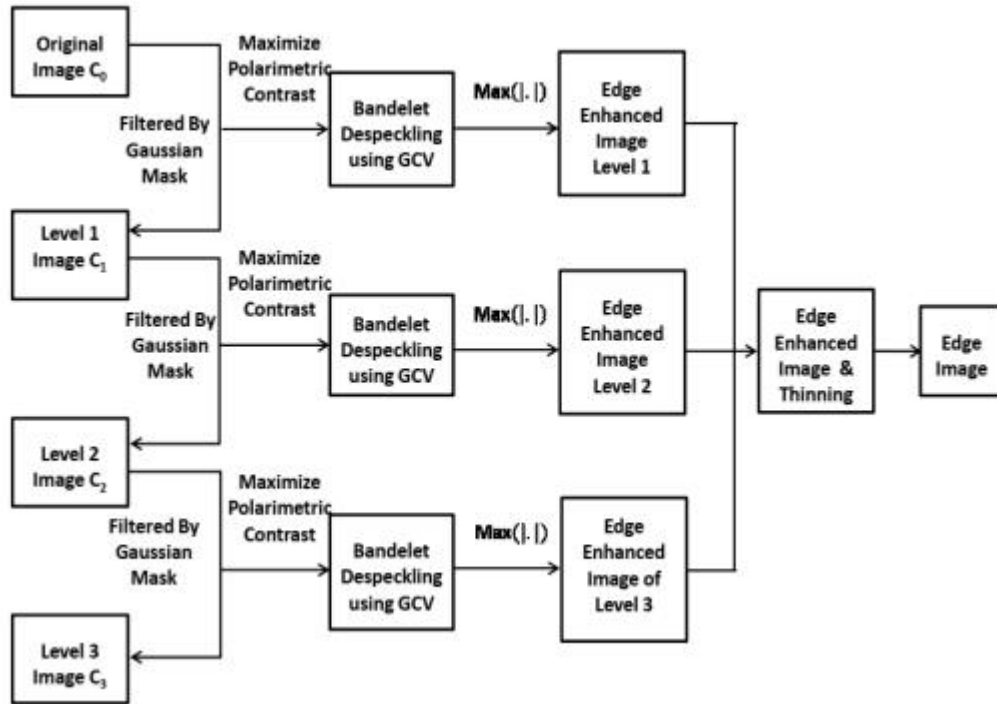 Original
Image C₀
Filtered By
Gaussian
Mask
Maximize
Polarimetric
Contrast
Bandelet
Despeckling
using GCV
Max(|.|)
Edge
Enhanced
Image
Level 1
Level 1
Image C₁
Filtered By
Gaussian
Mask
Maximize
Polarimetric
Contrast
Bandelet
Despeckling
using GCV
Max(|.|)
Edge
Enhanced
Image
Level 2
Edge
Enhanced
Image &
Thinning
Edge
Image
Level 2
Image C₂
Filtered By
Gaussian
Mask
Maximize
Polarimetric
Contrast
Bandelet
Despeckling
using GCV
Max(|.|)
Edge
Enhanced
Image of
Level 3
Level 3
Image C₃